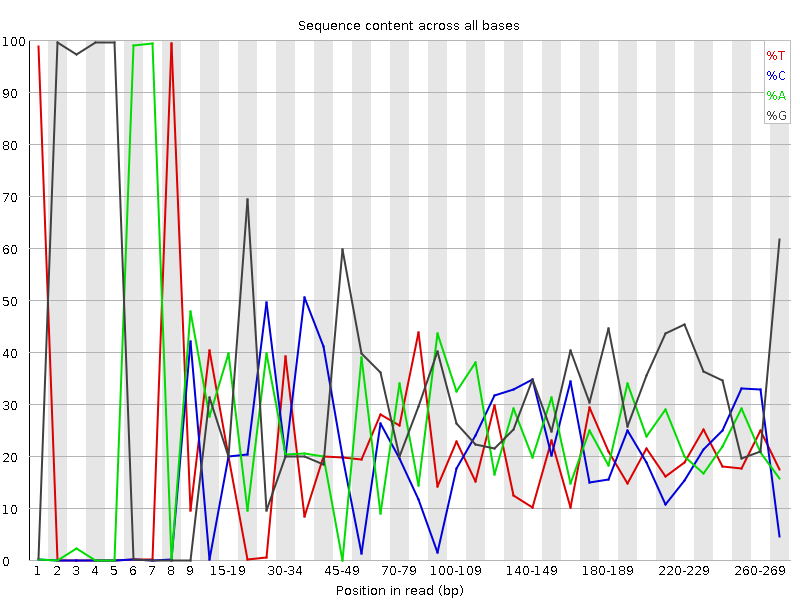 Sequence content across all bases
100
90
80
70
60
50
40
30
20
10
0
%T
%C
%A
%G
1 2 3 4 5 6 7 8 9 15-19 30-34 45-49 70-79 100-109 140-149 180-189 220-229 260-269
Position in read (bp)